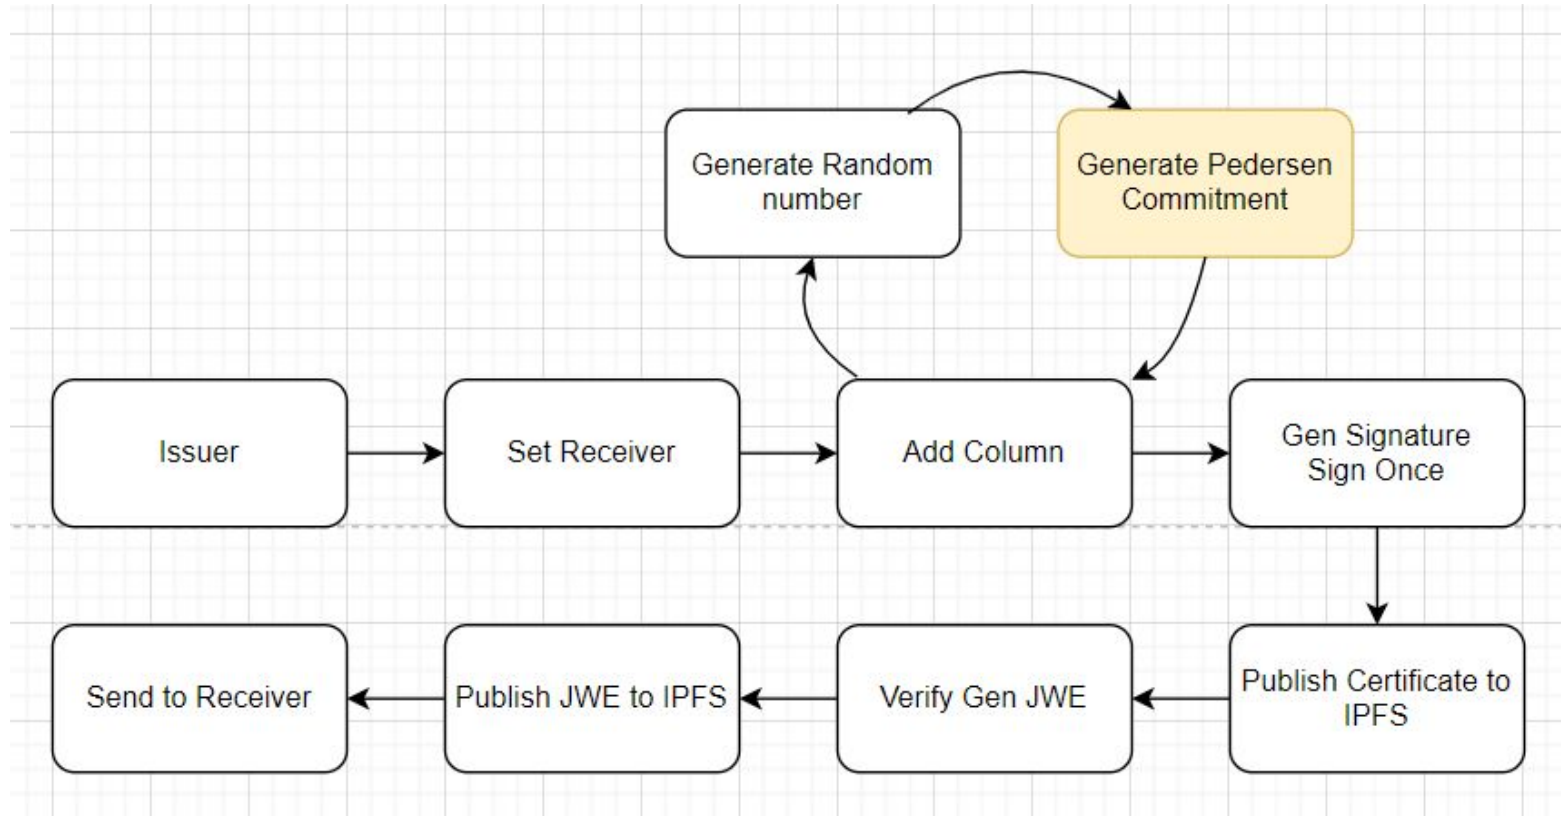 Generate Random
number
Generate Pedersen
Commitment
Issuer
Set Receiver
Add Column
Gen Signature
Sign Once
Send to Receiver
Publish JWE to IPFS
Verify Gen JWE
Publish Certificate to
IPFS